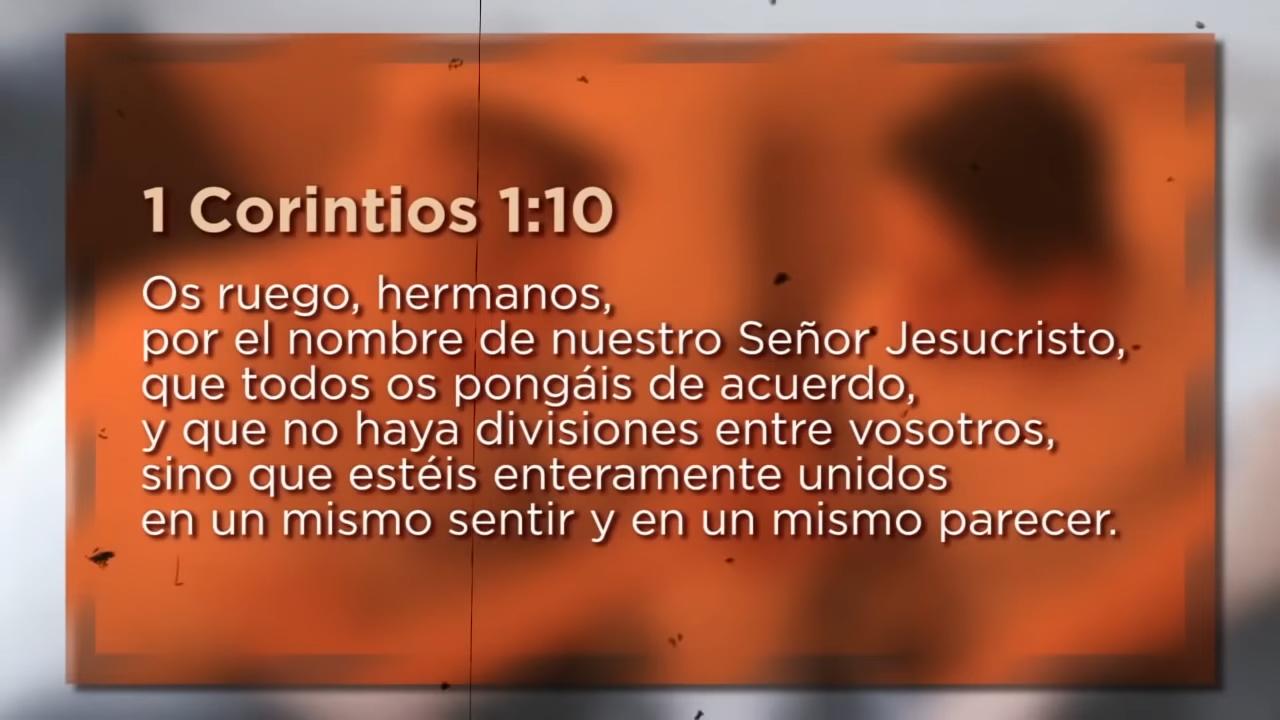 1 Corintios 1:10
Os ruego, hermanos,
por el nombre de nuestro Señor Jesucristo,
que todos os pongáis de acuerdo,
y que no haya divisiones entre vosotros,
sino que estéis enteramente unidos
en un mismo sentir y en un mismo parecer.